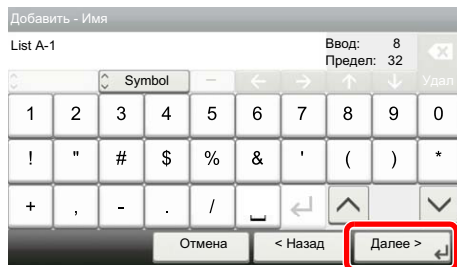 Добавить - Имя
List A-1
Ввод: 8
Предел: 32
Symbol - Удал
1 2 3 4 5 6 7 8 9 0
! " # $ % & ' ( ) *
+ , - . / _
Отмена < Назад Далее >